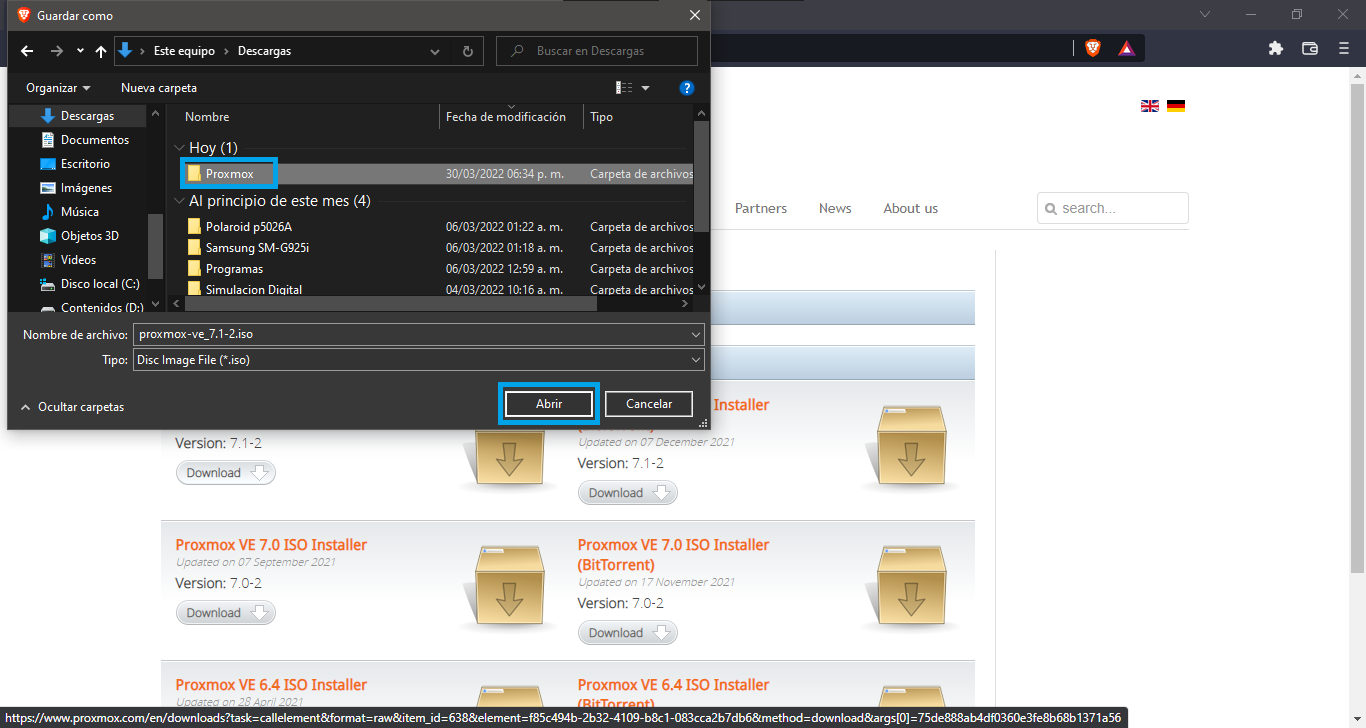 Guardar como
Este equipo > Descargas
Buscar en Descargas
Organizar
Nueva carpeta
Descargas
Documentos
Escritorio
Imágenes
Música
Objetos 3D
Videos
Disco local (C:)
Contenidos (D:)
Nombre
Fecha de modificación
Tipo
Hoy (1)
Proxmox 30/03/2022 06:34 p. m. Carpeta de archivos
Al principio de este mes (4)
Polaroid p5026A 06/03/2022 01:22 a. m. Carpeta de archivos
Samsung SM-G925i 06/03/2022 01:18 a. m. Carpeta de archivos
Programas 06/03/2022 12:59 a. m. Carpeta de archivos
Simulacion Digital 04/03/2022 10:16 a. m. Carpeta de archivos
Nombre de archivo: proxmox-ve_7.1-2.iso
Tipo: Disc Image File (*.iso)
Ocultar carpetas
Abrir
Cancelar
Partners
News
About us
search...
Version: 7.1-2
Download
Installer
Updated on 07 December 2021
Version: 7.1-2
Download
Proxmox VE 7.0 ISO Installer
Updated on 07 September 2021
Version: 7.0-2
Download
Proxmox VE 7.0 ISO Installer
(BitTorrent)
Updated on 17 November 2021
Version: 7.0-2
Download
Proxmox VE 6.4 ISO Installer
Updated on 28 April 2021
Proxmox VE 6.4 ISO Installer
(BitTorrent)
https://www.proxmox.com/en/downloads?task=callelement&format=raw&item_id=638&element=f85c494b-2b32-4109-b8c1-083cca2b7db6&method=download&args[0]=75de888ab4df0360e3fe8b68b1371a56